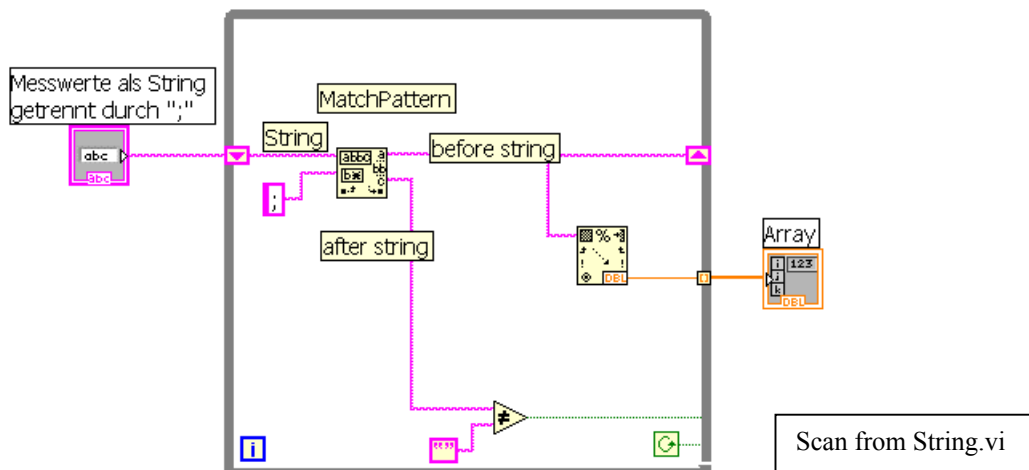 Messwerte als String
getrennt durch ";"
abc
abc
MatchPattern
String
before string
;
after string
DBL
Array
i
j
k
123
DBL
≠
""
i
Scan from String.vi